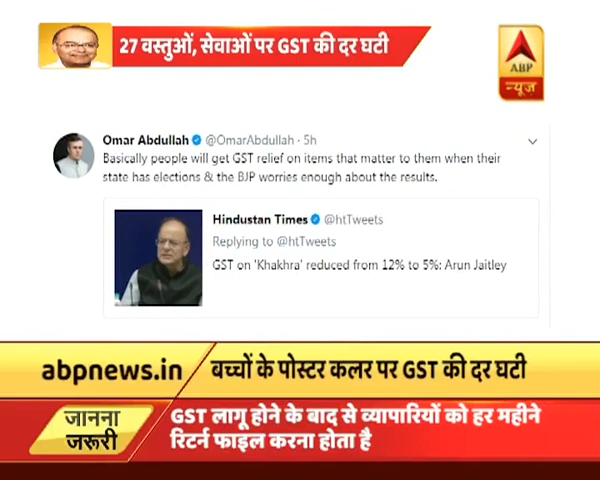 27 वस्तुओं, सेवाओं पर GST की दर घटी
ABP
न्यूज़
Omar Abdullah @OmarAbdullah · 5h
Basically people will get GST relief on items that matter to them when their
state has elections & the BJP worries enough about the results.
Hindustan Times @htTweets
Replying to @htTweets
GST on 'Khakhra' reduced from 12% to 5%: Arun Jaitley
abpnews.in
बच्चों के पोस्टर कलर पर GST की दर घटी
जानना
जरूरी
GST लागू होने के बाद से व्यापारियों को हर महीने
रिटर्न फाइल करना होता है